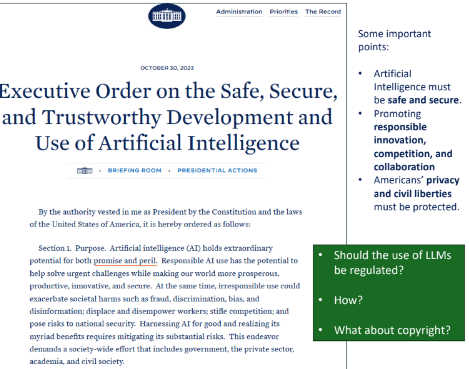 Administration Priorities The Record
OCTOBER 30, 2023
Executive Order on the Safe, Secure,
and Trustworthy Development and
Use of Artificial Intelligence
BRIEFING ROOM PRESIDENTIAL ACTIONS
By the authority vested in me as President by the Constitution and the laws
of the United States of America, it is hereby ordered as follows:
Section 1. Purpose. Artificial intelligence (AI) holds extraordinary
potential for both promise and peril. Responsible AI use has the potential to
help solve urgent challenges while making our world more prosperous,
productive, innovative, and secure. At the same time, irresponsible use could
exacerbate societal harms such as fraud, discrimination, bias, and
disinformation; displace and disempower workers; stifle competition; and
pose risks to national security. Harnessing AI for good and realizing its
myriad benefits requires mitigating its substantial risks. This endeavor
demands a society-wide effort that includes government, the private sector,
academia, and civil society.
Some important
points:
• Artificial
Intelligence must
be safe and secure.
• Promoting
responsible
innovation,
competition, and
collaboration
• Americans' privacy
and civil liberties
must be protected.
• Should the use of LLMs
be regulated?
• How?
• What about copyright?